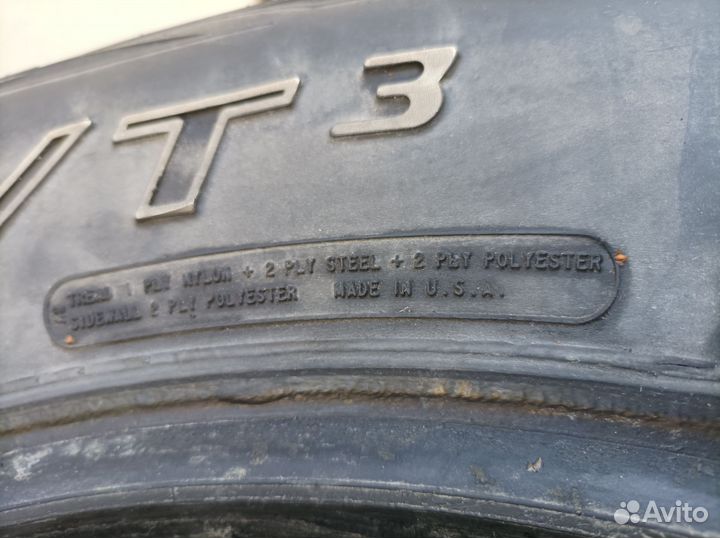 /T3
TREAD 1 PLY NYLON + 2 PLY STEEL + 2 PLY POLYESTER
SIDEWALL 2 PLY POLYESTER MADE IN U.S.A.
Avito